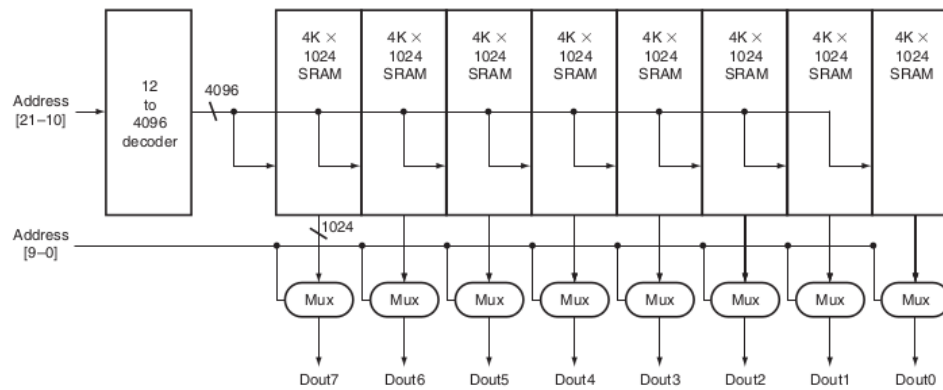 4K × 4K × 4K × 4K × 4K × 4K × 4K × 4K ×
1024 1024 1024 1024 1024 1024 1024 1024
SRAM SRAM SRAM SRAM SRAM SRAM SRAM SRAM
Address
[21–10]
12
to
4096
decoder
4096
1024
Address
[9–0]
Mux Mux Mux Mux Mux Mux Mux Mux
Dout7 Dout6 Dout5 Dout4 Dout3 Dout2 Dout1 Dout0